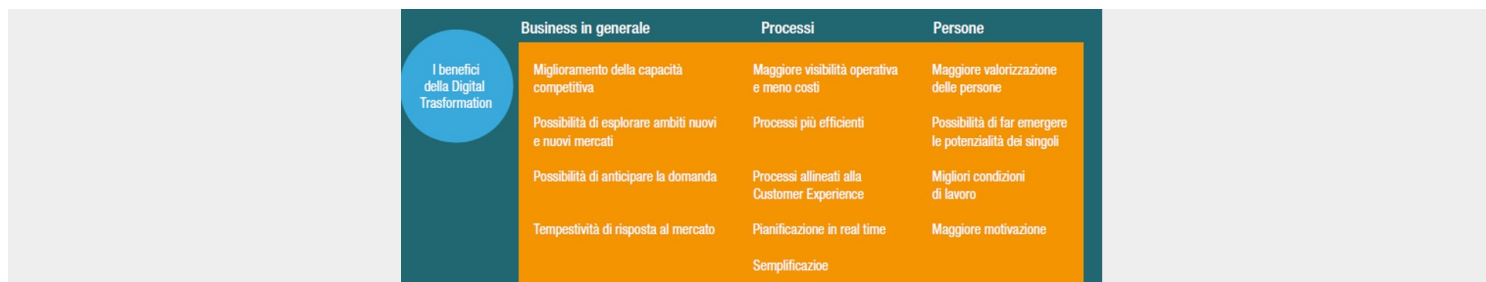 Business in generale
Processi
Persone
I benefici
della Digital
Trasformation
Miglioramento della capacità
competitiva
Maggiore visibilità operativa
e meno costi
Maggiore valorizzazione
delle persone
Possibilità di esplorare ambiti nuovi
e nuovi mercati
Processi più efficienti
Possibilità di far emergere
le potenzialità dei singoli
Possibilità di anticipare la domanda
Processi allineati alla
Customer Experience
Migliori condizioni
di lavoro
Tempestività di risposta al mercato
Pianificazione in real time
Maggiore motivazione
Semplificazioe